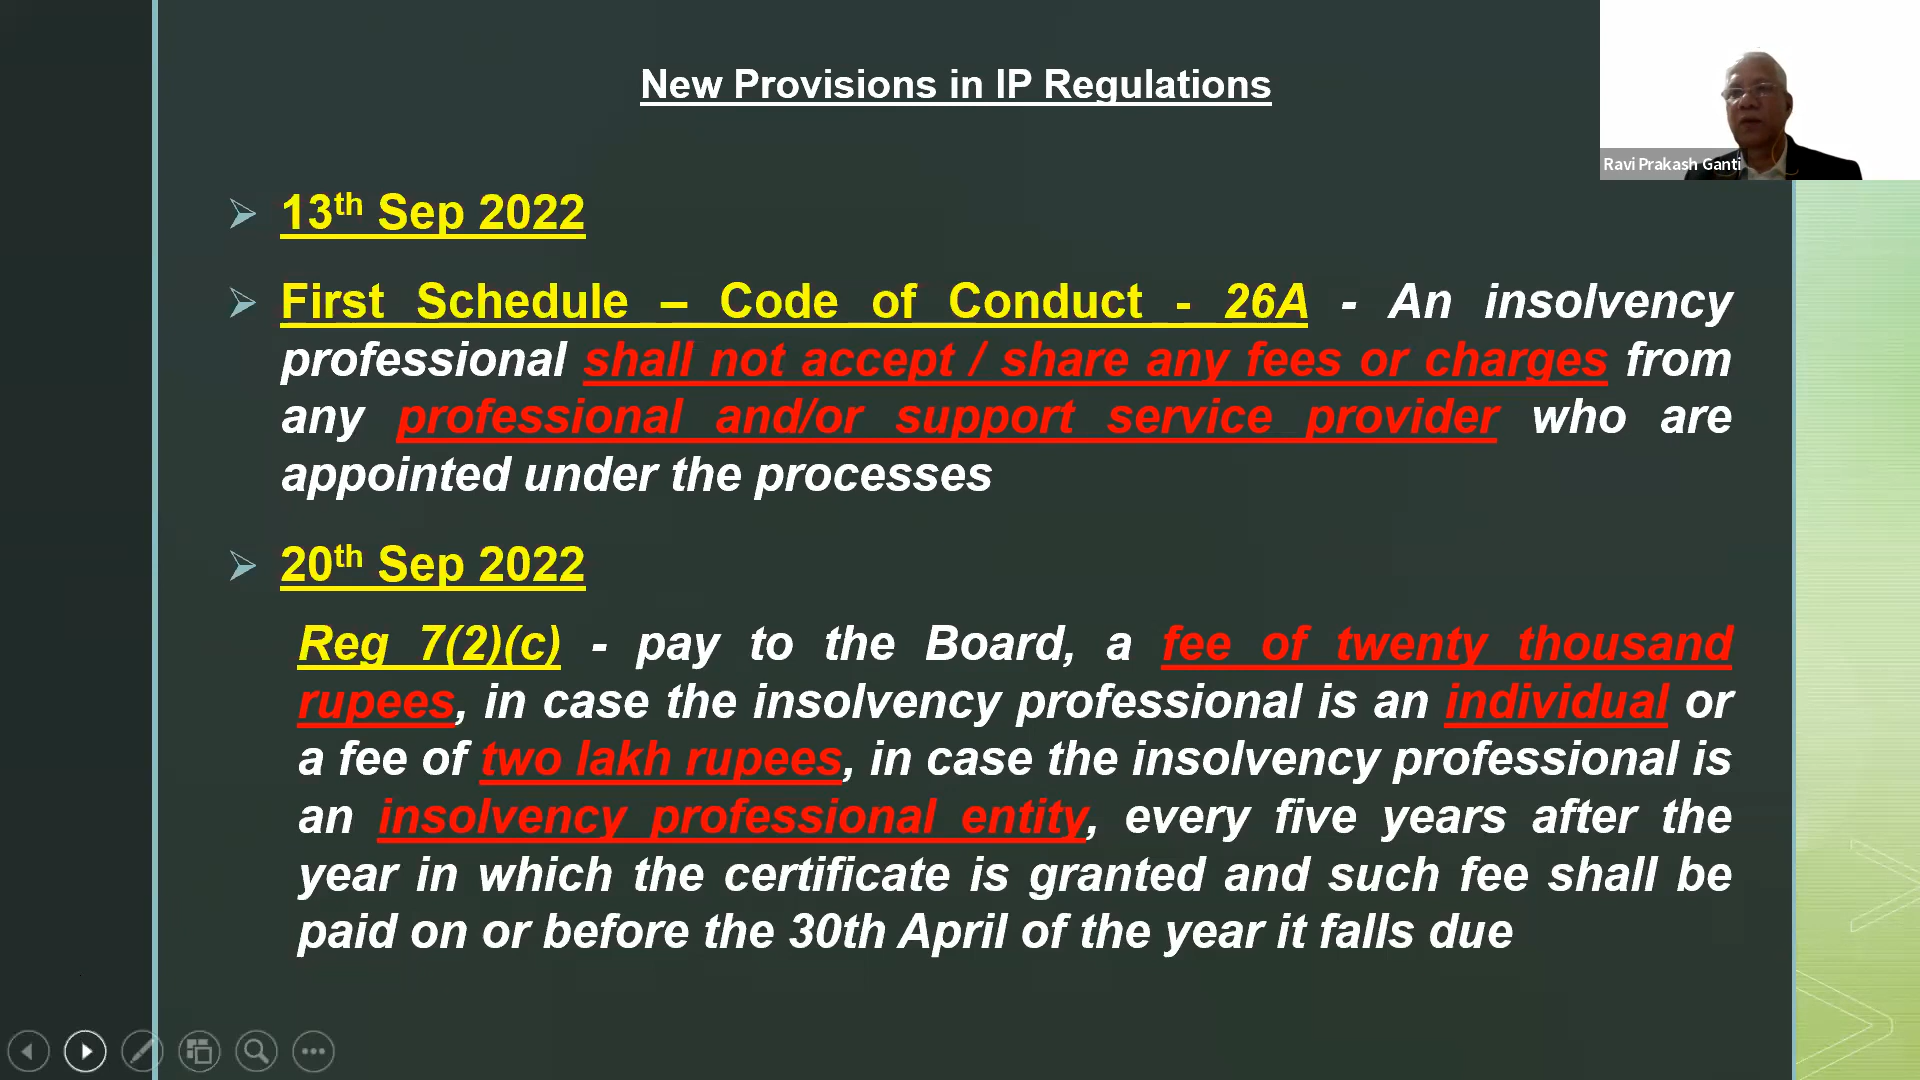 New Provisions in IP Regulations
Ravi Prakash Ganti
13th Sep 2022
First Schedule – Code of Conduct - 26A - An insolvency
professional shall not accept / share any fees or charges from
any professional and/or support service provider who are
appointed under the processes
20th Sep 2022
Reg 7(2)(c) - pay to the Board, a fee of twenty thousand
rupees, in case the insolvency professional is an individual or
a fee of two lakh rupees, in case the insolvency professional is
an insolvency professional entity, every five years after the
year in which the certificate is granted and such fee shall be
paid on or before the 30th April of the year it falls due